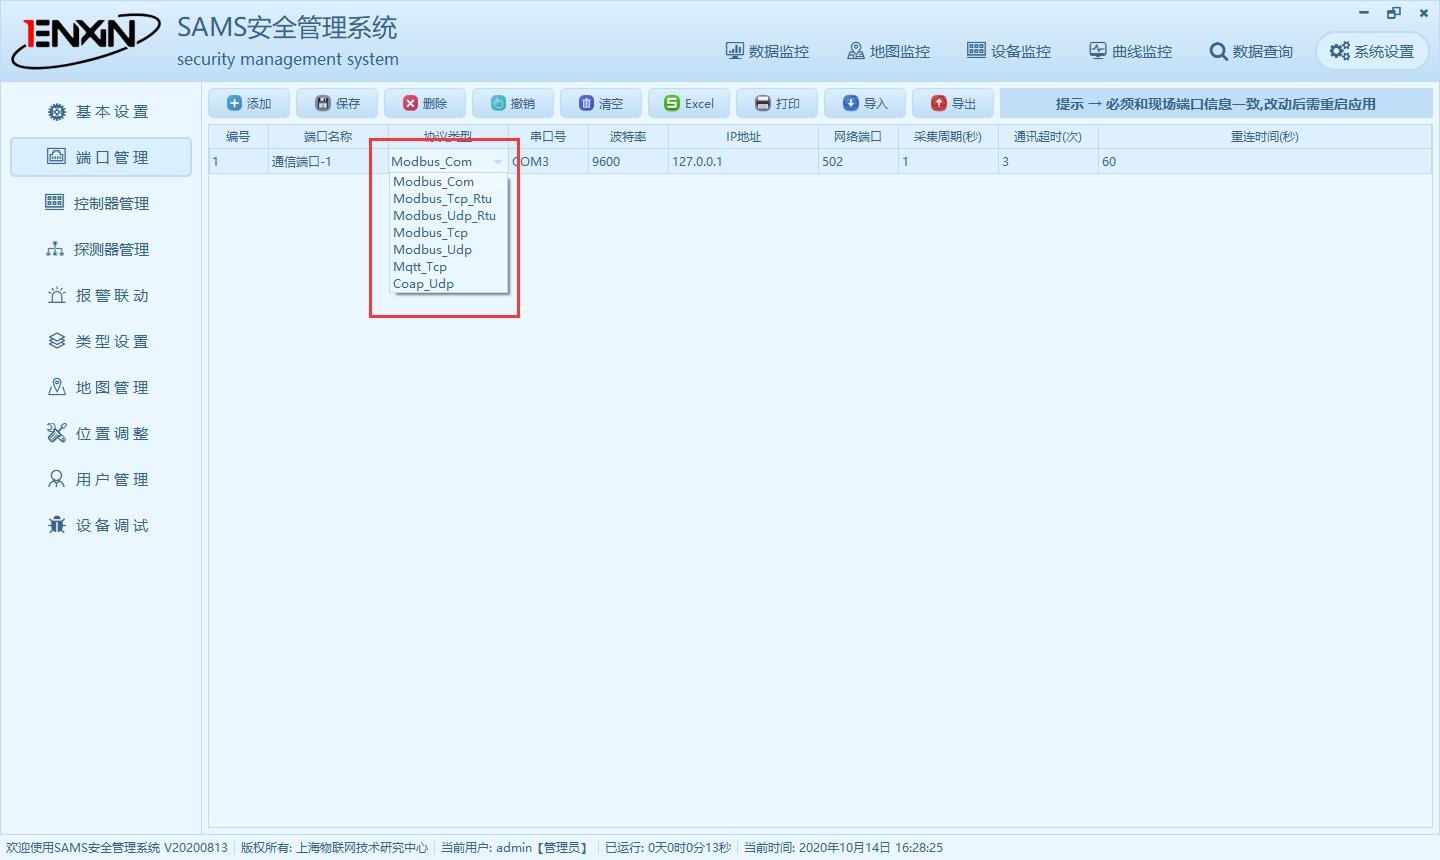 1ENXIN
SAMS安全管理系统
security management system
数据监控 地图监控 设备监控 曲线监控 数据查询 系统设置
基本设置
端口管理
控制器管理
探测器管理
报警联动
类型设置
地图管理
位置调整
用户管理
设备调试
添加 保存 删除 撤销 清空 Excel 打印 导入 导出 提示 → 必须和现场端口信息一致,改动后需重启应用
编号 端口名称 协议类型 串口号 波特率 IP地址 网络端口 采集周期(秒) 通讯超时(次) 重连时间(秒)
1 通信端口-1 Modbus_Com COM3 9600 127.0.0.1 502 1 3 60
Modbus_Com
Modbus_Tcp_Rtu
Modbus_Udp_Rtu
Modbus_Tcp
Modbus_Udp
Mqtt_Tcp
Coap_Udp
欢迎使用SAMS安全管理系统 V20200813 版权所有: 上海物联网技术研究中心 当前用户: admin【管理员】 已运行: 0天0时0分13秒 当前时间: 2020年10月14日 16:28:25